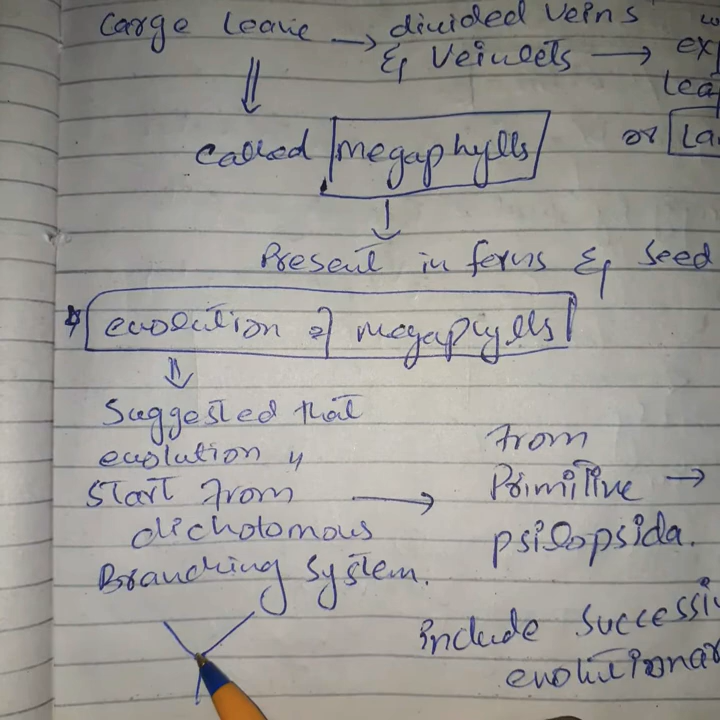 Large leave → divided veins
& veinlets →
called megaphylls or
Present in ferns & seed
evolution of megaphylls
Suggested that
evolution
start from → from
dichotomous Primitive →
Branching system. psilopsida.
include successi
evolutionar